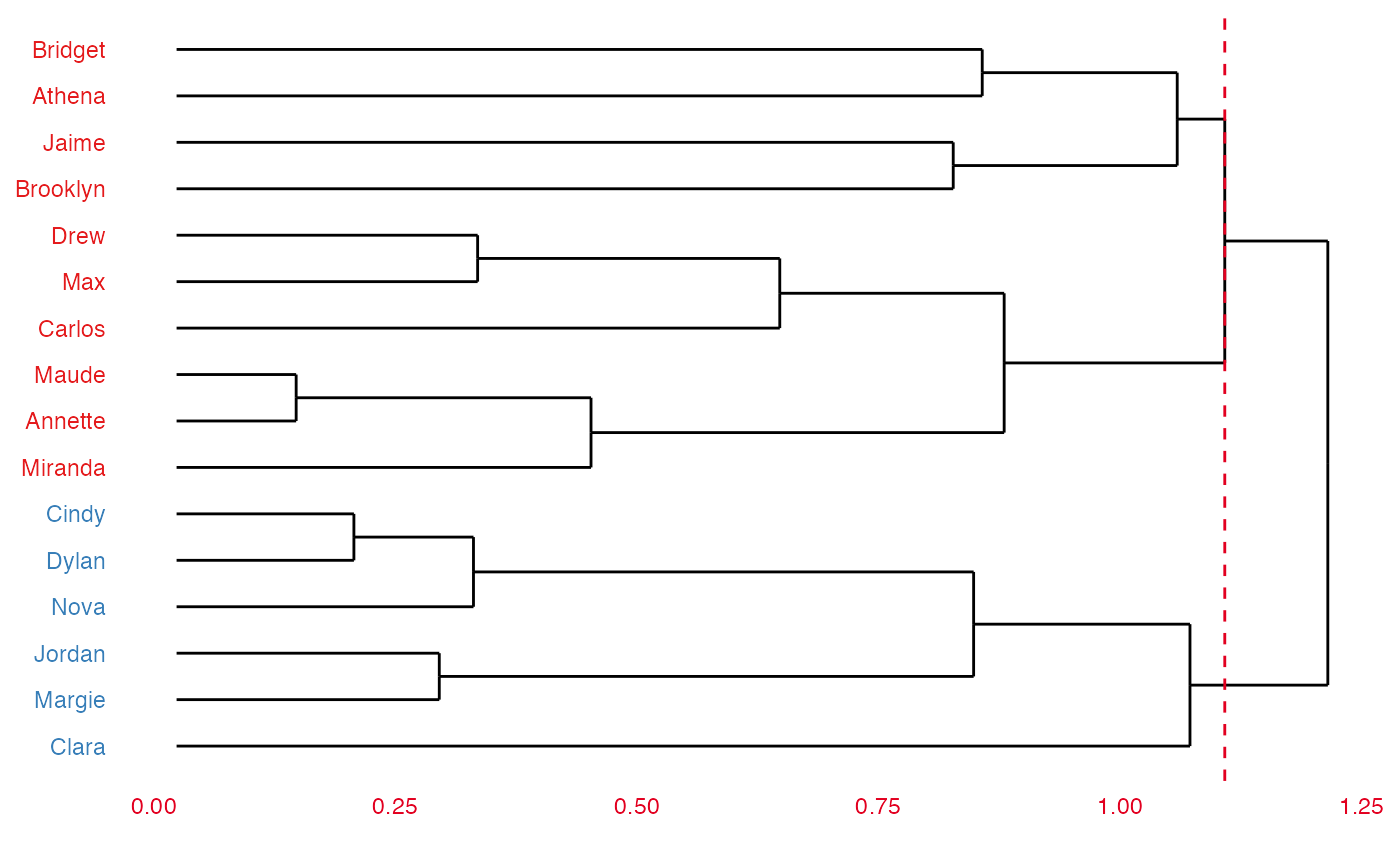 Bridget
Athena
Jaime
Brooklyn
Drew
Max
Carlos
Maude
Annette
Miranda
Cindy
Dylan
Nova
Jordan
Margie
Clara
0.00 0.25 0.50 0.75 1.00 1.25